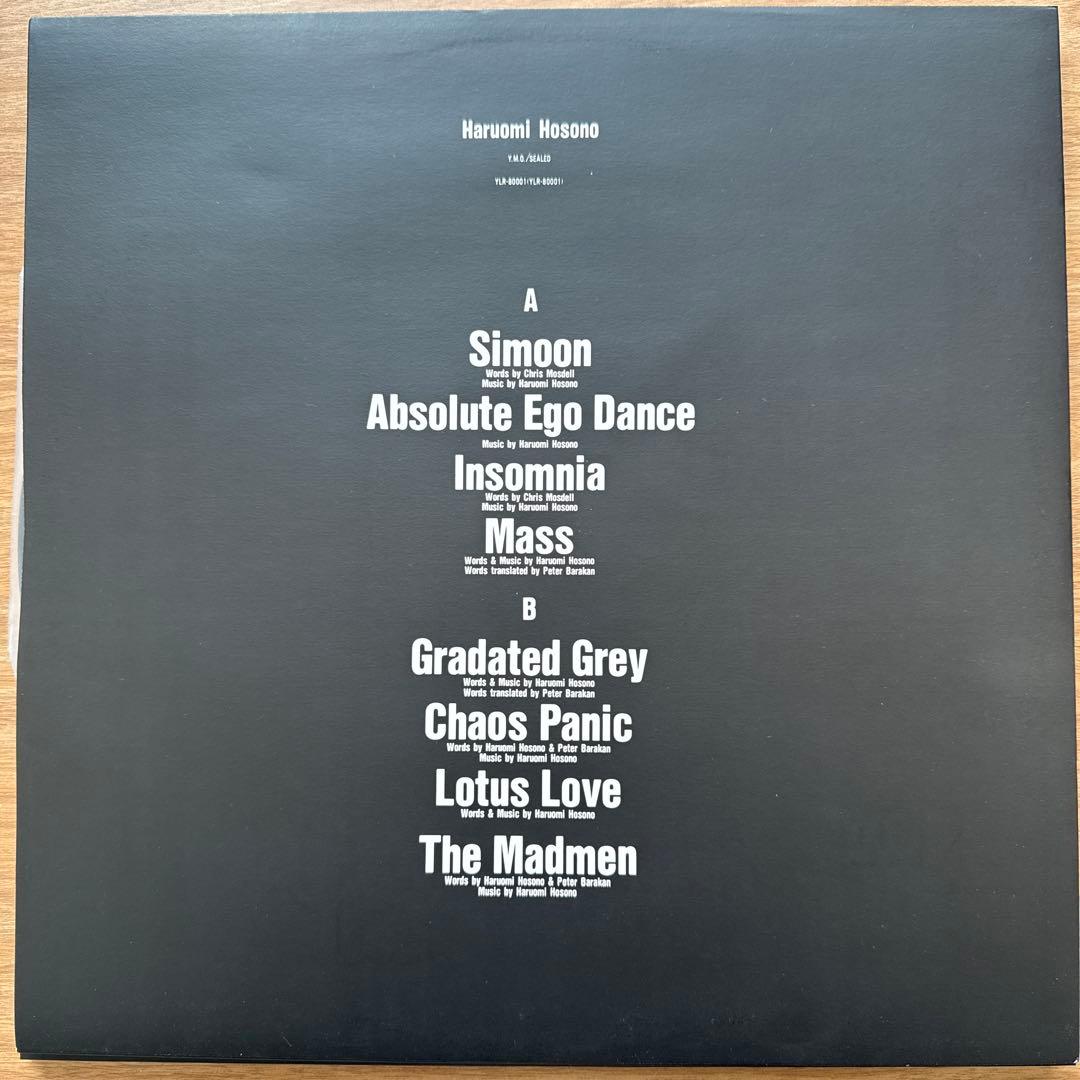 Haruomi Hosono
Y.M.O./SEALED
YLR-80001(YLR-80001)
A
Simoon
Words by Chris Mosdell
Music by Haruomi Hosono
Absolute Ego Dance
Music by Haruomi Hosono
Insomnia
Words by Chris Mosdell
Music by Haruomi Hosono
Mass
Words & Music by Haruomi Hosono
Words translated by Peter Barakan
B
Gradated Grey
Words & Music by Haruomi Hosono
Words translated by Peter Barakan
Chaos Panic
Words by Haruomi Hosono & Peter Barakan
Music by Haruomi Hosono
Lotus Love
Words & Music by Haruomi Hosono
The Madmen
Words by Haruomi Hosono & Peter Barakan
Music by Haruomi Hosono